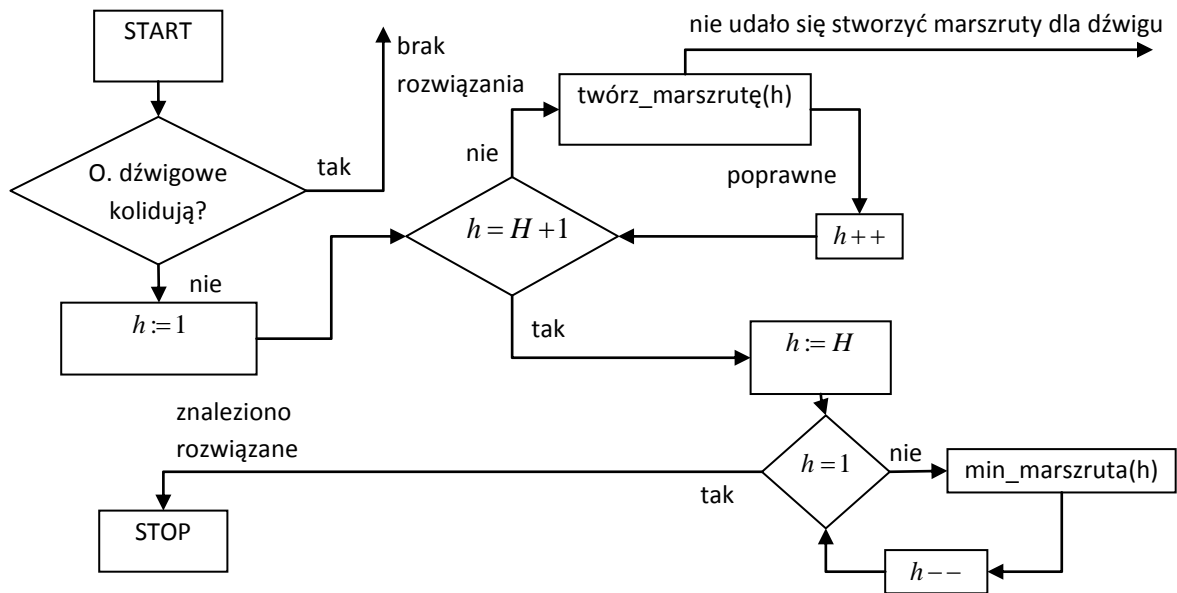 START
nie udało się stworzyć marszruty dla dźwigu
brak
rozwiązania
twórz_marszrutę(h)
O. dźwigowe
kolidują?
tak
nie
poprawne
h = H +1
h++
nie
h := 1
tak
h := H
znaleziono
rozwiązane
h = 1
nie
min_marszruta(h)
tak
STOP
h−−